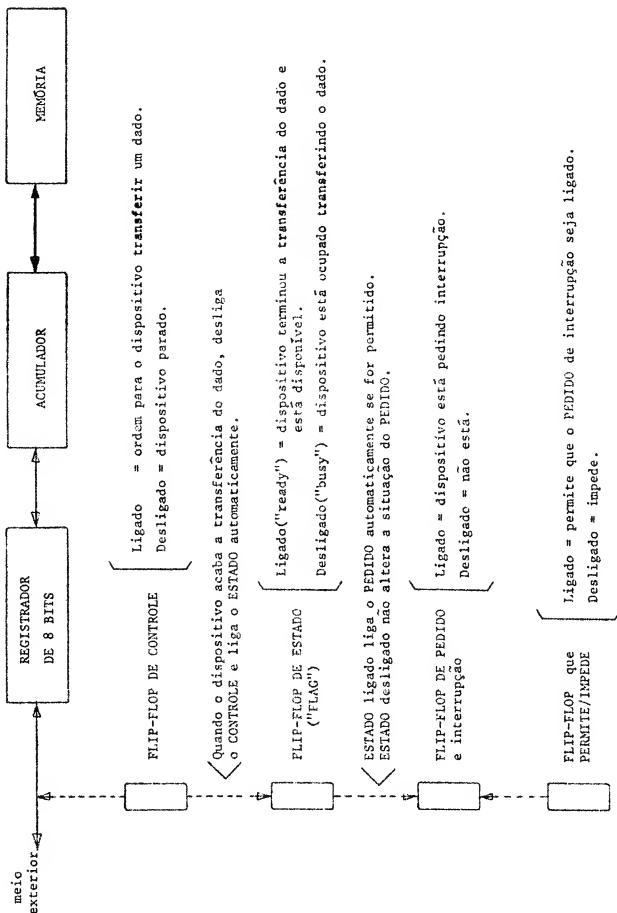 meio
exterior
REGISTRADOR
DE 8 BITS
ACUMULADOR
MEMÓRIA
FLIP-FLOP DE CONTROLE
Ligado = ordem para o dispositivo transferir um dado.
Desligado = dispositivo parado.
Quando o dispositivo acaba a transferência do dado, desliga
o CONTROLE e liga o ESTADO automaticamente.
FLIP-FLOP DE ESTADO
("FLAG")
Ligado("ready") = dispositivo terminou a transferência do dado e
está disponível.
Desligado("busy") = dispositivo está ocupado transferindo o dado.
ESTADO ligado liga o PEDIDO automaticamente se for permitido.
ESTADO desligado não altera a situação do PEDIDO.
FLIP-FLOP DE PEDIDO
e interrupção
Ligado = dispositivo está pedindo interrupção.
Desligado = não está.
FLIP-FLOP que
PERMITE/IMPEDE
Ligado = permite que o PEDIDO de interrupção seja ligado.
Desligado = impede.